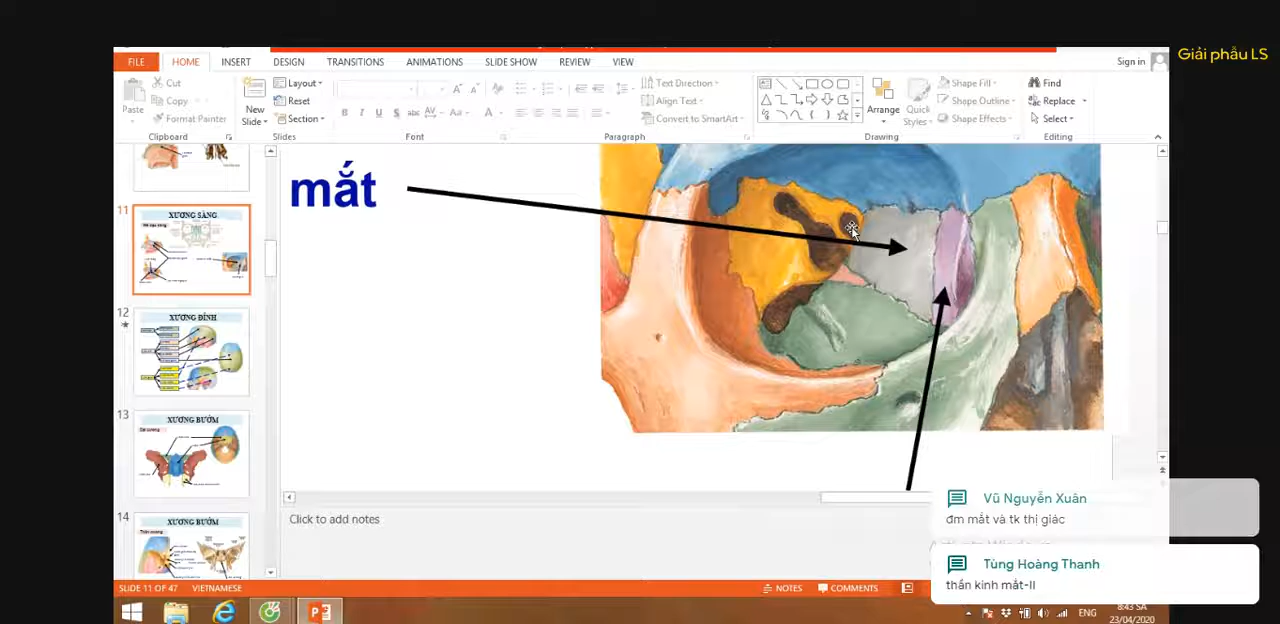 Giải phẫu LS
FILE HOME INSERT DESIGN TRANSITIONS ANIMATIONS SLIDE SHOW REVIEW VIEW Sign in
Paste
Cut
Copy
Format Painter
Clipboard
New
Slide
Layout
Reset
Section
Slides
Font
Text Direction
Align Text
Convert to SmartArt
Paragraph
Arrange
Quick
Styles
Shape Fill
Shape Outline
Shape Effects
Drawing
Find
Replace
Select
Editing
11
XƯƠNG SÀNG
12
XƯƠNG ĐỈNH
13
XƯƠNG BƯỚM
14
XƯƠNG BƯỚM
mắt
Click to add notes
Vũ Nguyễn Xuân
đm mắt và tk thị giác
Tùng Hoàng Thanh
thần kinh mắt-II
SLIDE 11 OF 47 VIETNAMESE NOTES COMMENTS
ENG
8:43 SA
23/04/2020